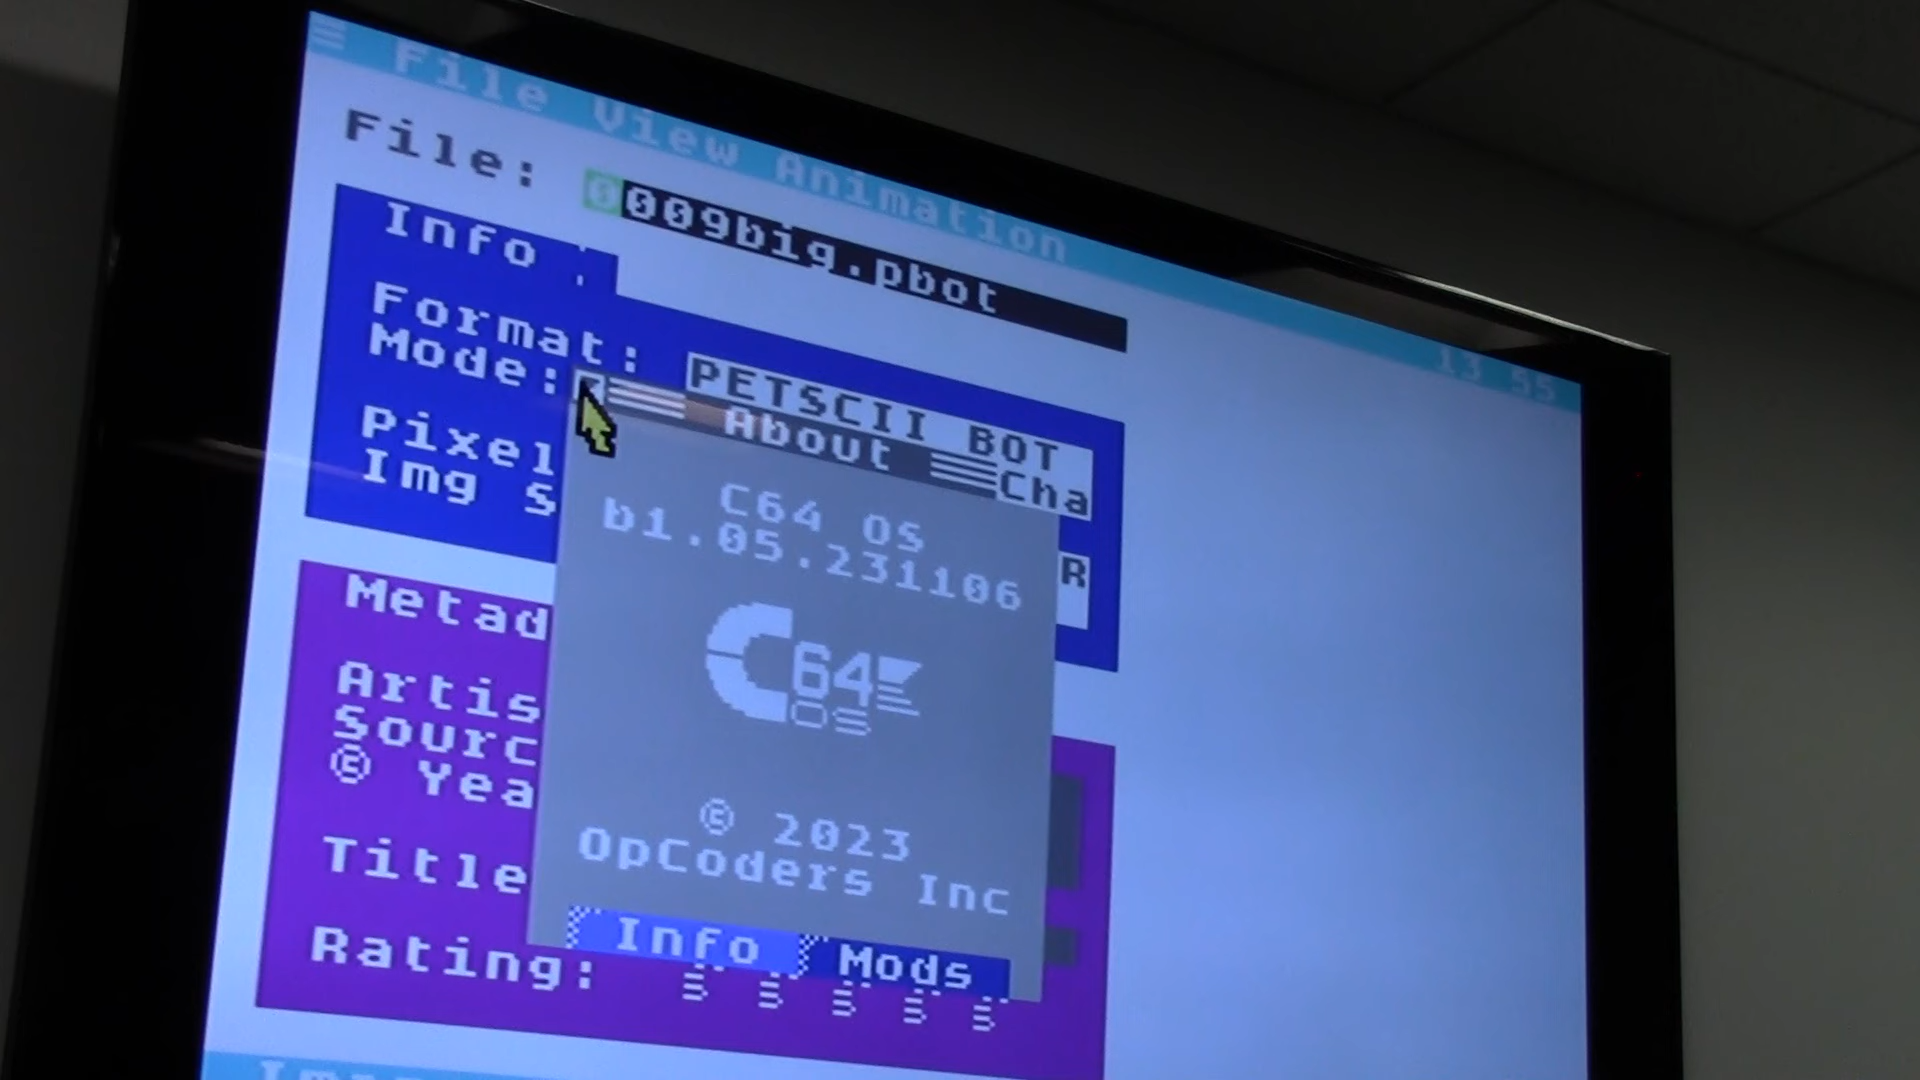 File View Animation
13 55
File: 0009big.pbot
Info
Format: PETSCII BOT
Mode: Cha
About
Pixel
Img S
R
C64 OS
b1.05.231106
C64
OS
© 2023
OpCoders Inc
Info Mods
Metad
Artis
Sourc
© Yea
Title
Rating: